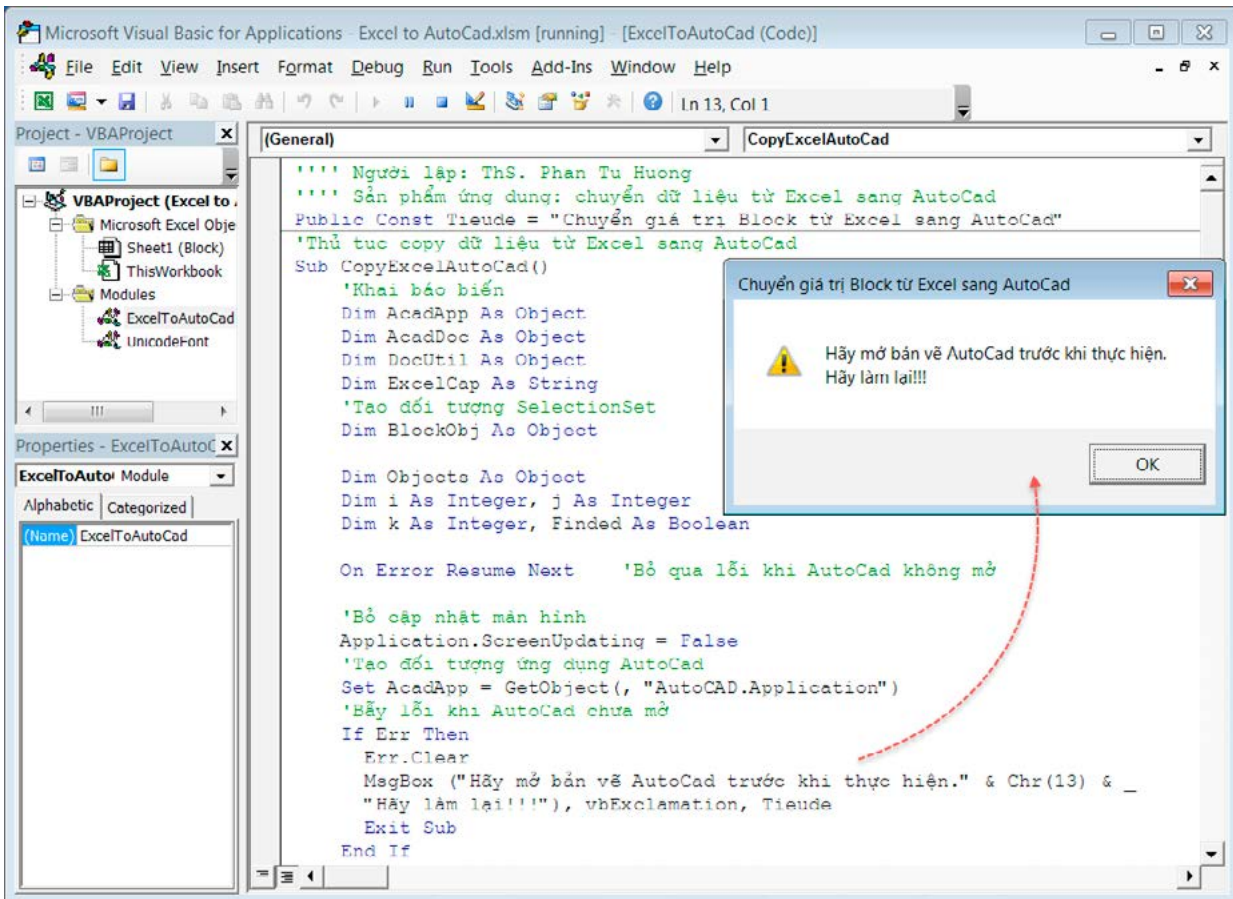 Microsoft Visual Basic for Applications - Excel to AutoCad.xlsm [running] - [ExcelToAutoCad (Code)]
File Edit View Insert Format Debug Run Tools Add-Ins Window Help
Ln 13, Col 1
Project - VBAProject
VBAProject (Excel to
Microsoft Excel Obje
Sheet1 (Block)
ThisWorkbook
Modules
ExcelToAutoCad
UnicodeFont
Properties - ExcelToAutoC
ExcelToAuto Module
Alphabetic Categorized
(Name) ExcelToAutoCad
(General) CopyExcelAutoCad
'''' Người lập: ThS. Phan Tu Huong
'''' Sản phẩm ứng dung: chuyển dữ liệu từ Excel sang AutoCad
Public Const Tieude = "Chuyển giá trị Block từ Excel sang AutoCad"
'Thủ tuc copy dữ liệu từ Excel sang AutoCad
Sub CopyExcelAutoCad()
'Khai báo biến
Dim AcadApp As Object
Dim AcadDoc As Object
Dim DocUtil As Object
Dim ExcelCap As String
'Tao đối tượng SelectionSet
Dim BlockObj As Object
Dim Objects As Object
Dim i As Integer, j As Integer
Dim k As Integer, Finded As Boolean
On Error Resume Next 'Bỏ qua lỗi khi AutoCad không mở
'Bỏ cập nhật màn hình
Application.ScreenUpdating = False
'Tạo đối tượng ứng dụng AutoCad
Set AcadApp = GetObject(, "AutoCAD.Application")
'Bẫy lỗi khi AutoCad chưa mở
If Err Then
Err.Clear
MsgBox ("Hãy mở bản vẽ AutoCad trước khi thực hiện." & Chr(13) & _
"Hãy làm lại!!!"), vbExclamation, Tieude
Exit Sub
End If
Chuyển giá trị Block từ Excel sang AutoCad
Hãy mở bản vẽ AutoCad trước khi thực hiện.
Hãy làm lại!!!
OK